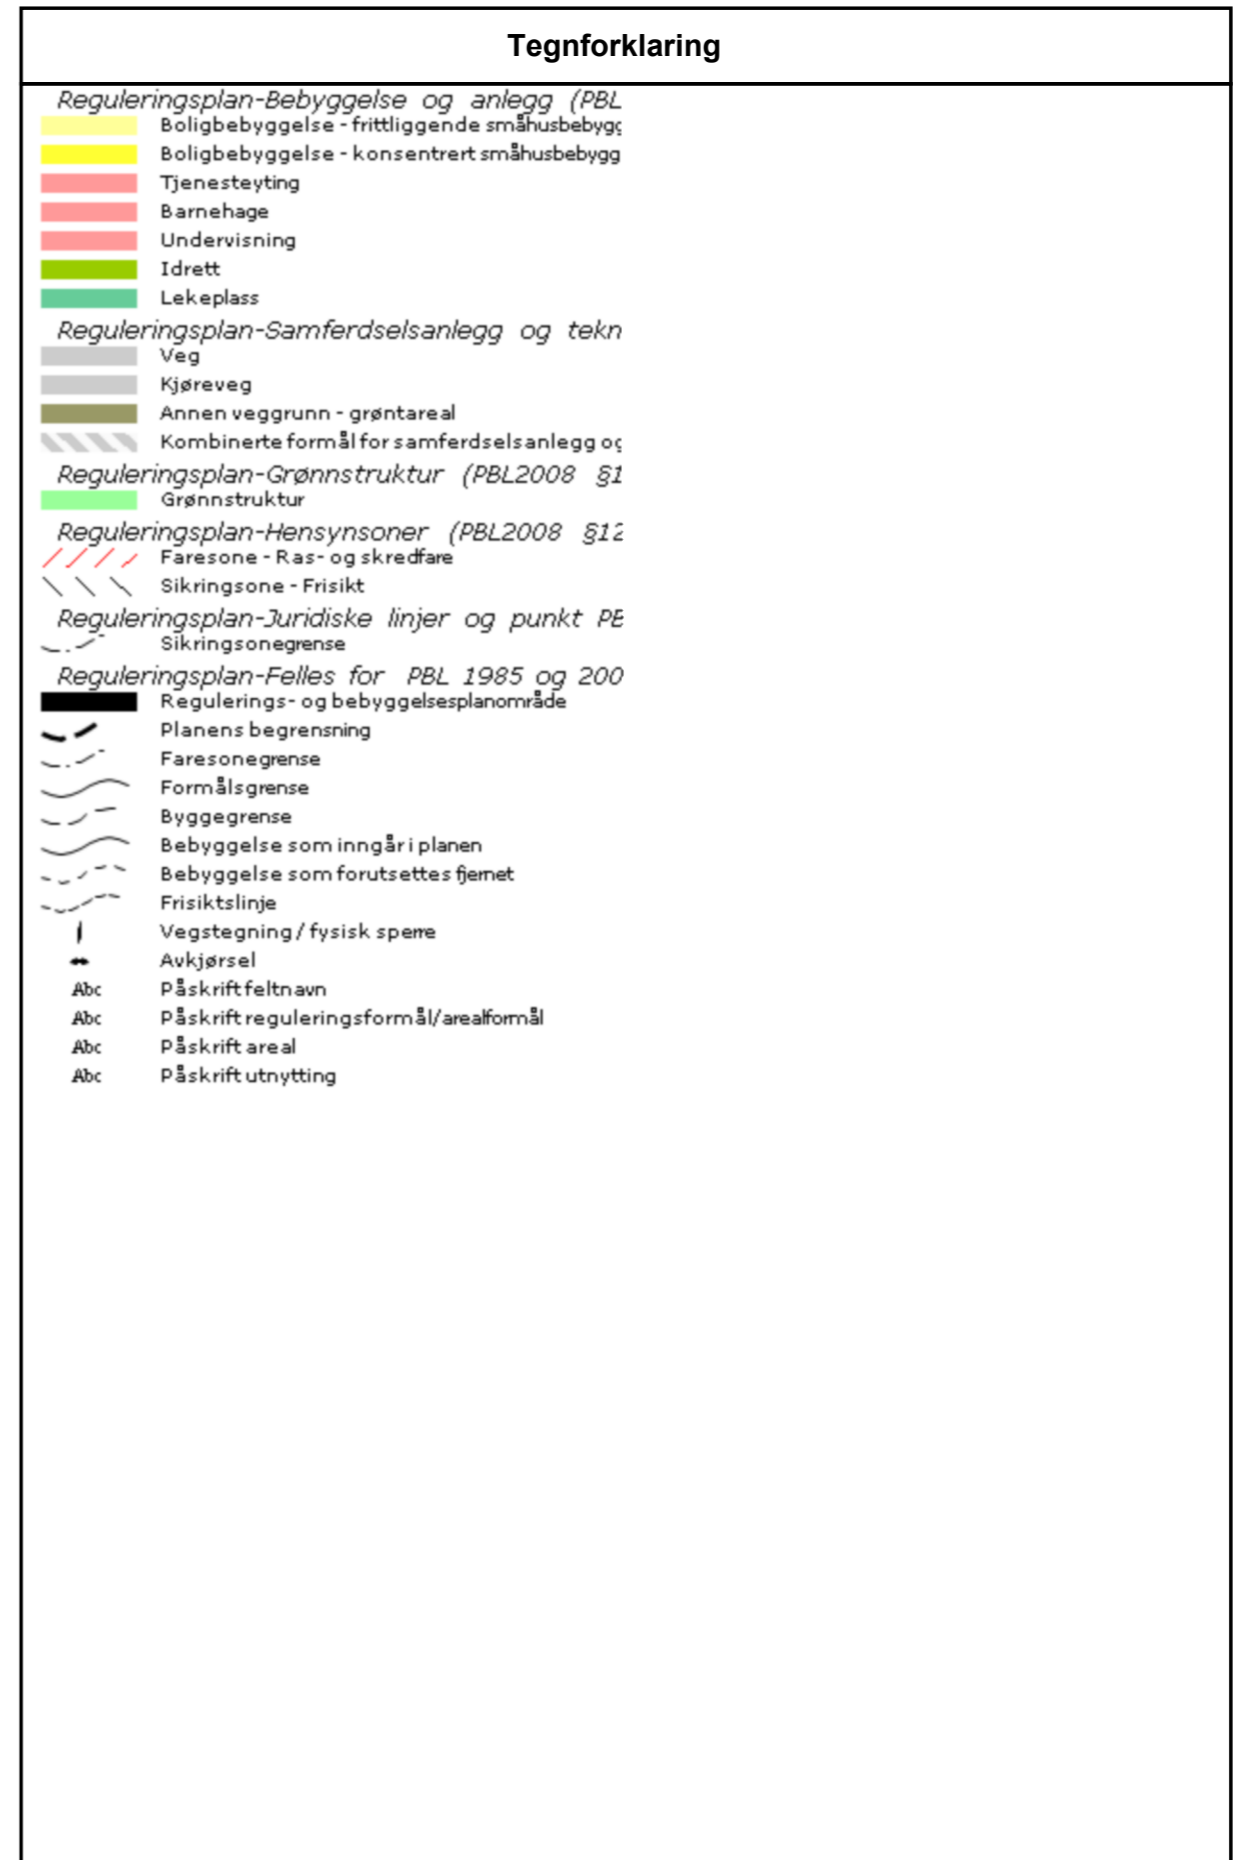 Tegnforklaring
Reguleringsplan-Bebyggelse og anlegg (PBL
Boligbebyggelse - frittliggende småhusbebygg
Boligbebyggelse - konsentrert småhusbebygg
Tjenesteyting
Barnehage
Undervisning
Idrett
Lekeplass
Reguleringsplan-Samferdselsanlegg og tekn
Veg
Kjøreveg
Annen veggrunn - grøntareal
Kombinerte formål for samferdselsanlegg og
Reguleringsplan-Grønnstruktur (PBL2008 §1
Grønnstruktur
Reguleringsplan-Hensynsoner (PBL2008 §12
Faresone - Ras- og skredfare
Sikringsone - Frisikt
Reguleringsplan-Juridiske linjer og punkt PB
Sikringsonegrense
Reguleringsplan-Felles for PBL 1985 og 200
Regulerings- og bebyggelsesplanområde
Planens begrensning
Faresonegrense
Formålsgrense
Byggegrense
Bebyggelse som inngår i planen
Bebyggelse som forutsettes fjernet
Frisiktslinje
Vegstegning / fysisk sperre
Avkjørsel
Abc Påskrift feltnavn
Abc Påskrift reguleringsformål/arealformål
Abc Påskrift areal
Abc Påskrift utnytting